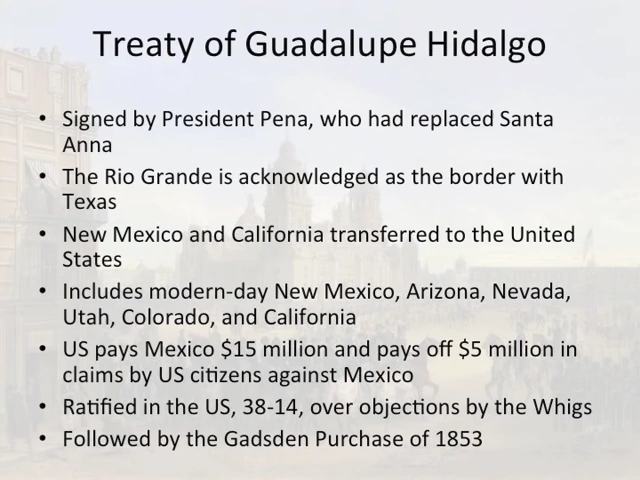 Treaty of Guadalupe Hidalgo
• Signed by President Pena, who had replaced Santa
Anna
• The Rio Grande is acknowledged as the border with
Texas
• New Mexico and California transferred to the United
States
• Includes modern-day New Mexico, Arizona, Nevada,
Utah, Colorado, and California
• US pays Mexico $15 million and pays off $5 million in
claims by US citizens against Mexico
• Ratified in the US, 38-14, over objections by the Whigs
• Followed by the Gadsden Purchase of 1853